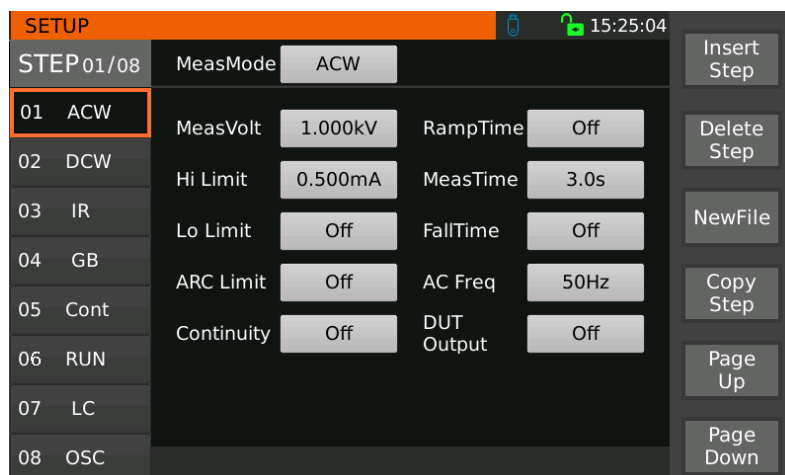 SETUP
15:25:04
STEP 01/08
MeasMode ACW
01 ACW
02 DCW
03 IR
04 GB
05 Cont
06 RUN
07 LC
08 OSC
MeasVolt 1.000kV RampTime Off
Hi Limit 0.500mA MeasTime 3.0s
Lo Limit Off FallTime Off
ARC Limit Off AC Freq 50Hz
Continuity Off DUT
Output Off
Insert
Step
Delete
Step
NewFile
Copy
Step
Page
Up
Page
Down